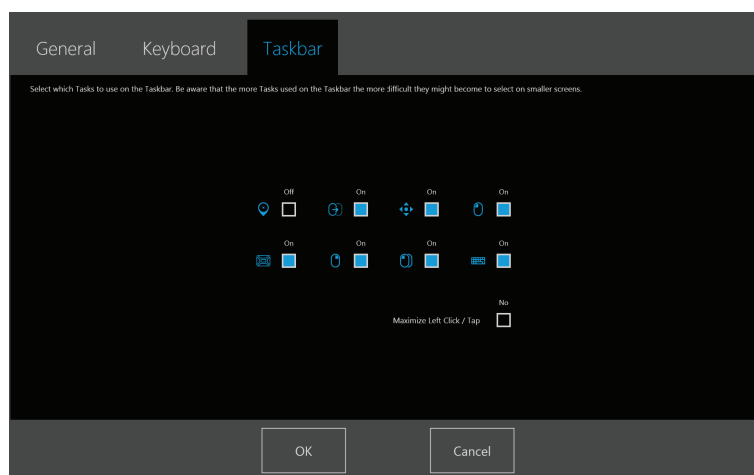 General Keyboard Taskbar
Select which Tasks to use on the Taskbar. Be aware that the more Tasks used on the Taskbar the more difficult they might become to select on smaller screens.
Off On On On
On On On On
No
Maximize Left Click / Tap
OK Cancel